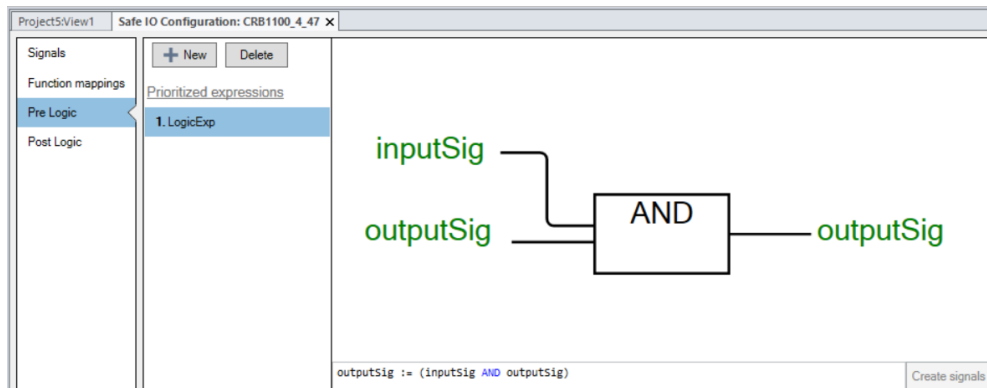 Project5:View1 Safe IO Configuration: CRB1100_4_47 X
Signals
Function mappings
Pre Logic
Post Logic
New Delete
Prioritized expressions
1. LogicExp
inputSig
outputSig
AND
outputSig
outputSig := (inputSig AND outputSig)
Create signals